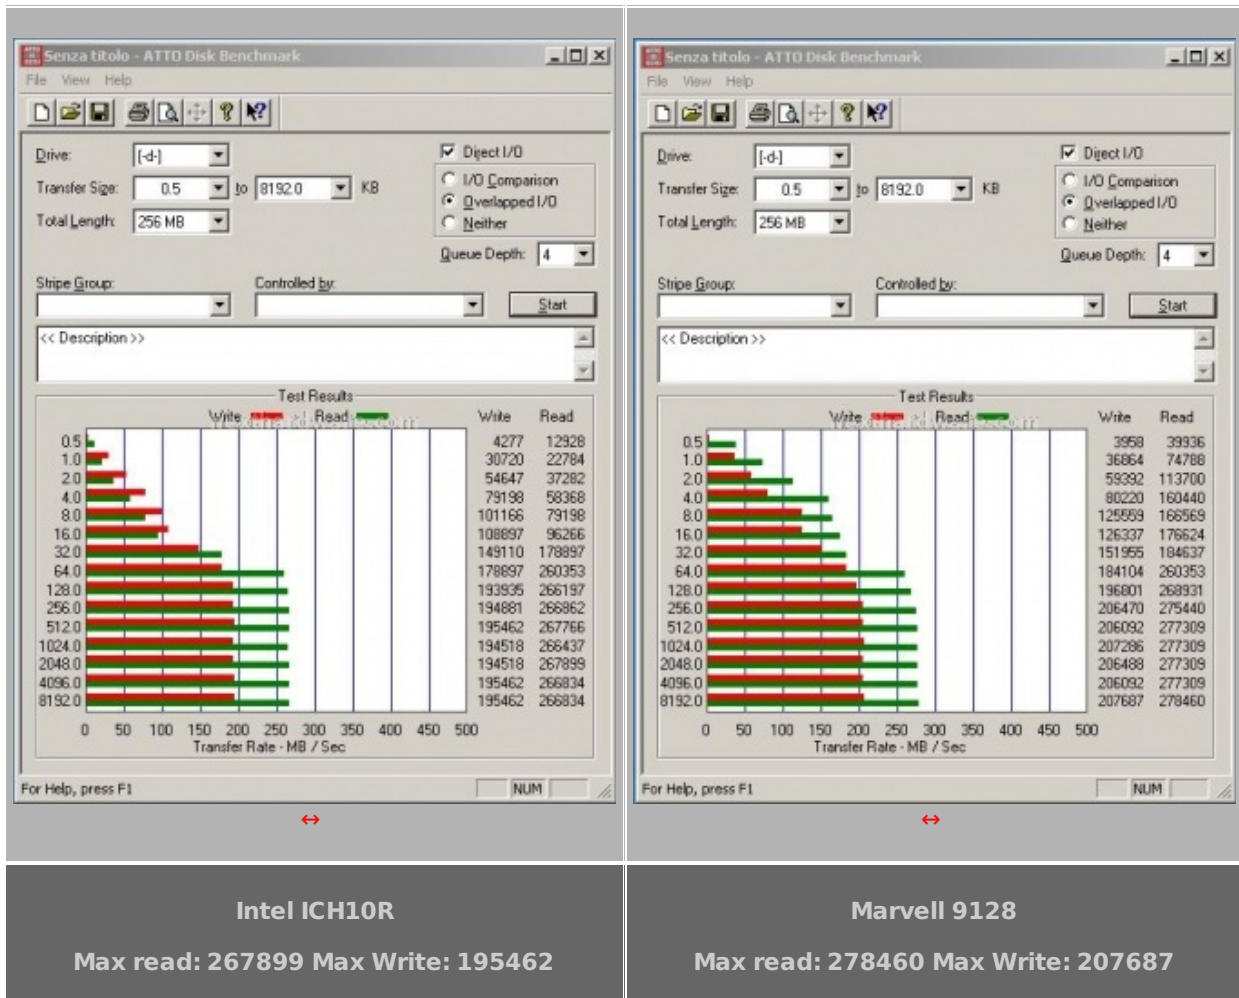 Senza titolo - ATTO Disk Benchmark
File View Help
Drive: [-d-] Direct I/O
Transfer Size: 0.5 to 8192.0 KB I/O Comparison
Overlapped I/O
Total Length: 256 MB Neither
Queue Depth: 4
Stripe Group: Controlled by:
Start
<< Description >>
Test Results
Write Read Write Read
0.5 4277 12928
1.0 30720 22784
2.0 54647 37282
4.0 79198 58368
8.0 101166 79198
16.0 108897 96266
32.0 149110 178897
64.0 178897 260353
128.0 193935 266197
256.0 194881 266862
512.0 195462 267766
1024.0 194518 266437
2048.0 194518 267899
4096.0 195462 266834
8192.0 195462 266834
0 50 100 150 200 250 300 350 400 450 500
Transfer Rate - MB / Sec
For Help, press F1 NUM
↔
Intel ICH10R
Max read: 267899 Max Write: 195462
Senza titolo - ATTO Disk Benchmark
File View Help
Drive: [-d-] Direct I/O
Transfer Size: 0.5 to 8192.0 KB I/O Comparison
Overlapped I/O
Total Length: 256 MB Neither
Queue Depth: 4
Stripe Group: Controlled by:
Start
<< Description >>
Test Results
Write Read Write Read
0.5 3958 39936
1.0 36864 74788
2.0 59392 113700
4.0 80220 160440
8.0 125559 166569
16.0 126337 176624
32.0 151955 184637
64.0 184104 260353
128.0 196801 268931
256.0 206470 275440
512.0 206092 277309
1024.0 207286 277309
2048.0 206488 277309
4096.0 206092 277309
8192.0 207687 278460
0 50 100 150 200 250 300 350 400 450 500
Transfer Rate - MB / Sec
For Help, press F1 NUM
↔
Marvell 9128
Max read: 278460 Max Write: 207687